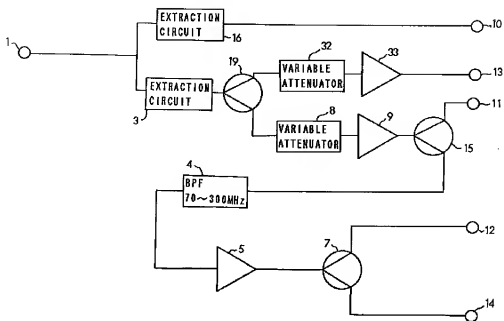 EXTRACTION
CIRCUIT
16
10
1
EXTRACTION
CIRCUIT
3
19
32
VARIABLE
ATTENUATOR
33
13
8
VARIABLE
ATTENUATOR
9
11
15
4
BPF
70~300MHz
5
7
12
14